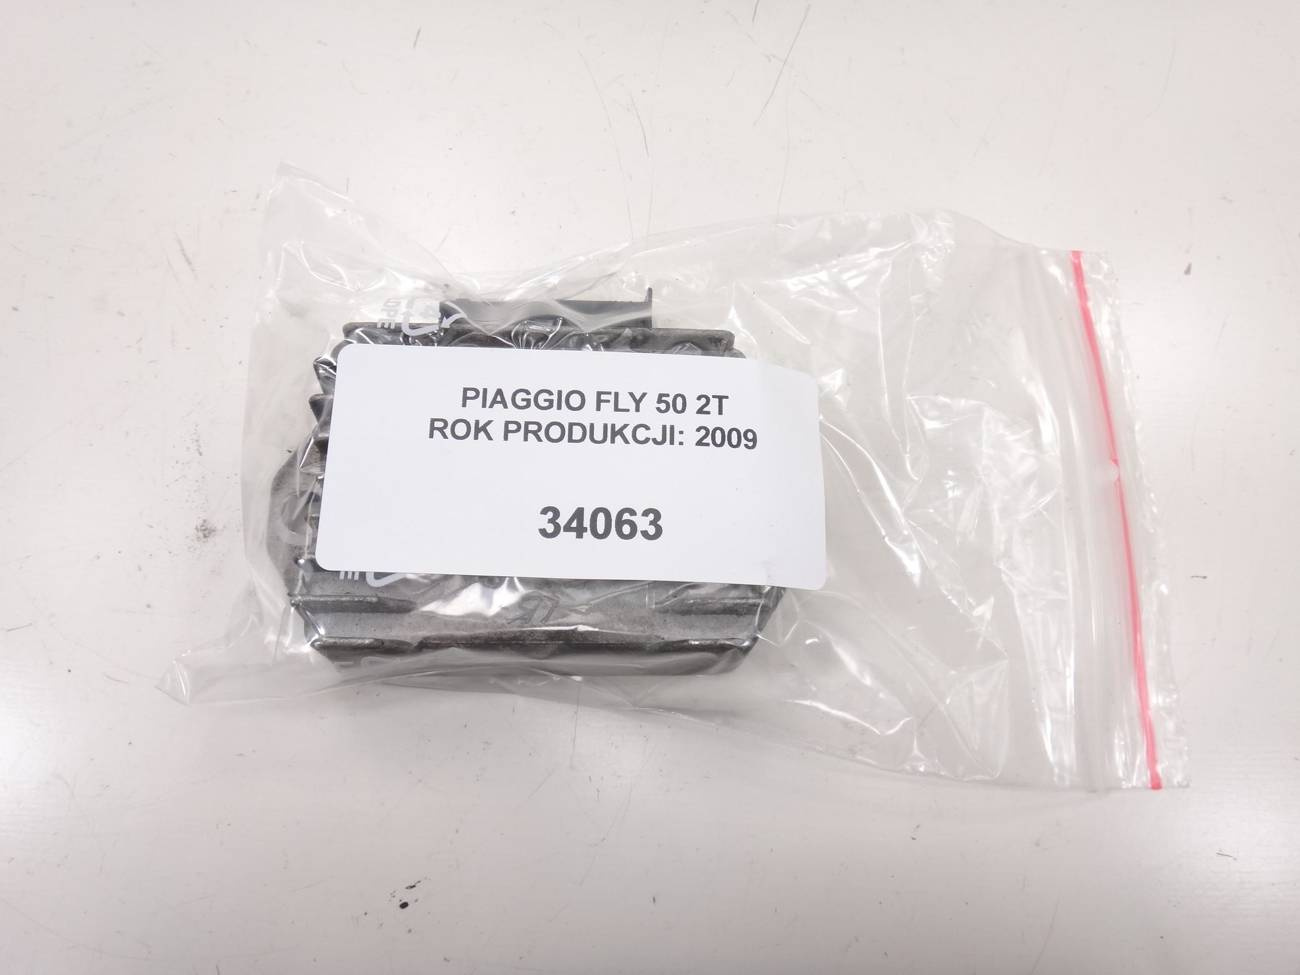 PIAGGIO FLY 50 2T
ROK PRODUKCJI: 2009
34063